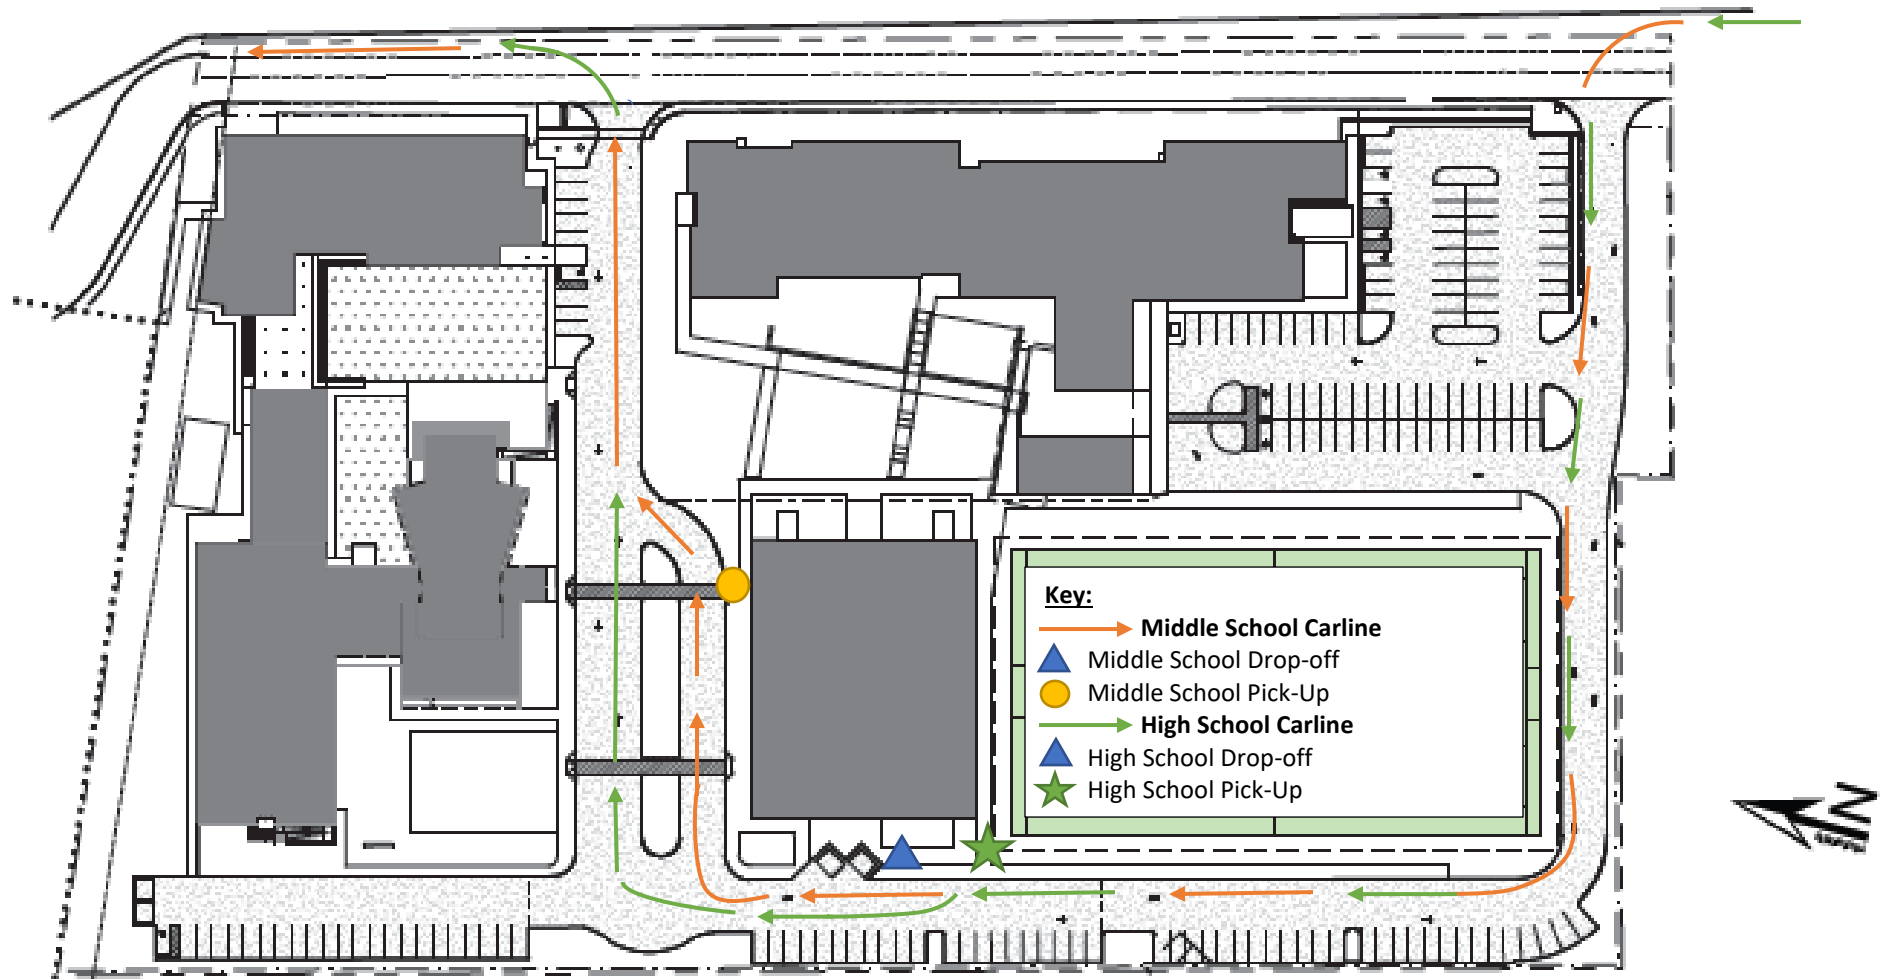 Key:
Middle School Carline
Middle School Drop-off
Middle School Pick-Up
High School Carline
High School Drop-off
High School Pick-Up
N